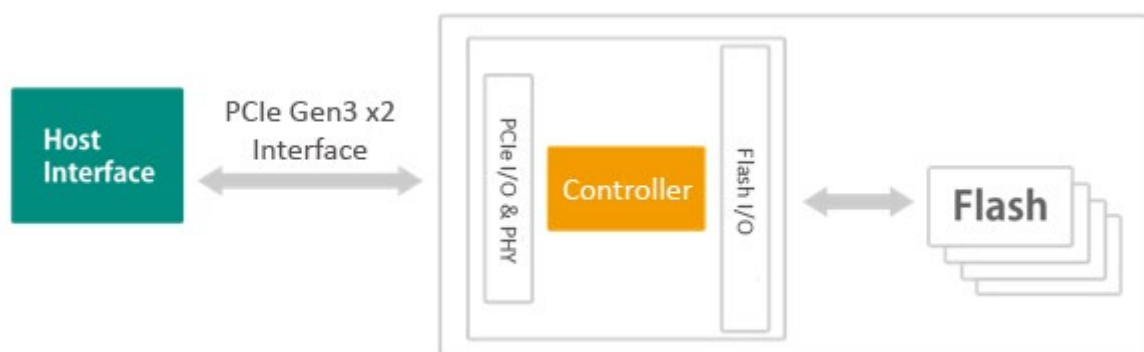 Host
Interface
PCIe Gen3 x2
Interface
PCIe I/O & PHY
Controller
Flash I/O
Flash